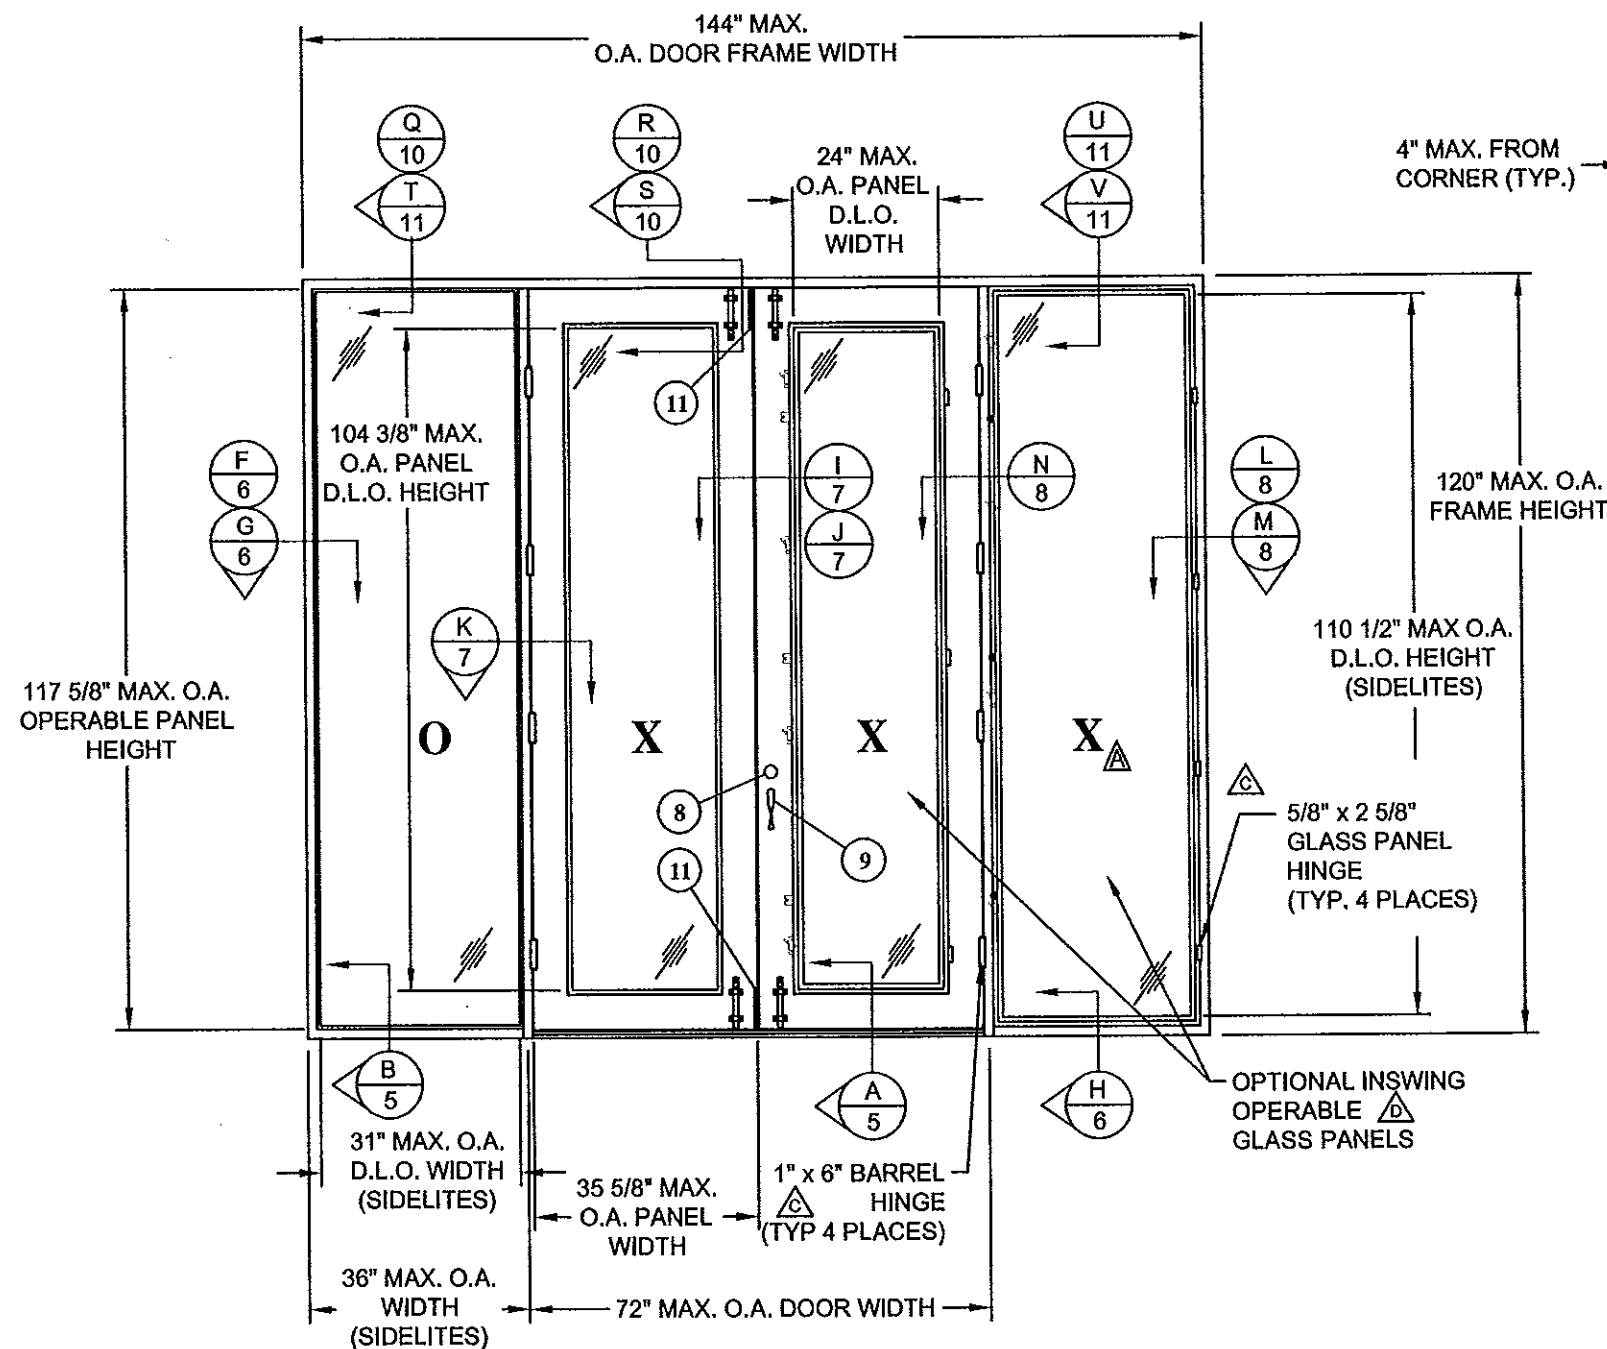 144" MAX.
O.A. DOOR FRAME WIDTH
Q
10
T
11
R
10
S
10
24" MAX.
O.A. PANEL
D.L.O.
WIDTH
U
11
V
11
4" MAX. FROM
CORNER (TYP.)
11
104 3/8" MAX.
O.A. PANEL
D.L.O. HEIGHT
F
6
G
6
I
7
J
7
N
8
L
8
M
8
120" MAX. O.A.
FRAME HEIGHT
K
7
110 1/2" MAX O.A.
D.L.O. HEIGHT
(SIDELITES)
117 5/8" MAX. O.A.
OPERABLE PANEL
HEIGHT
O
X
X
X
A
8
9
11
C
5/8" x 2 5/8"
GLASS PANEL
HINGE
(TYP. 4 PLACES)
B
5
A
5
H
6
OPTIONAL INSWING
OPERABLE D
GLASS PANELS
31" MAX. O.A.
D.L.O. WIDTH
(SIDELITES)
35 5/8" MAX.
O.A. PANEL
WIDTH
1" x 6" BARREL
C HINGE
(TYP 4 PLACES)
36" MAX. O.A.
WIDTH
(SIDELITES)
72" MAX. O.A. DOOR WIDTH